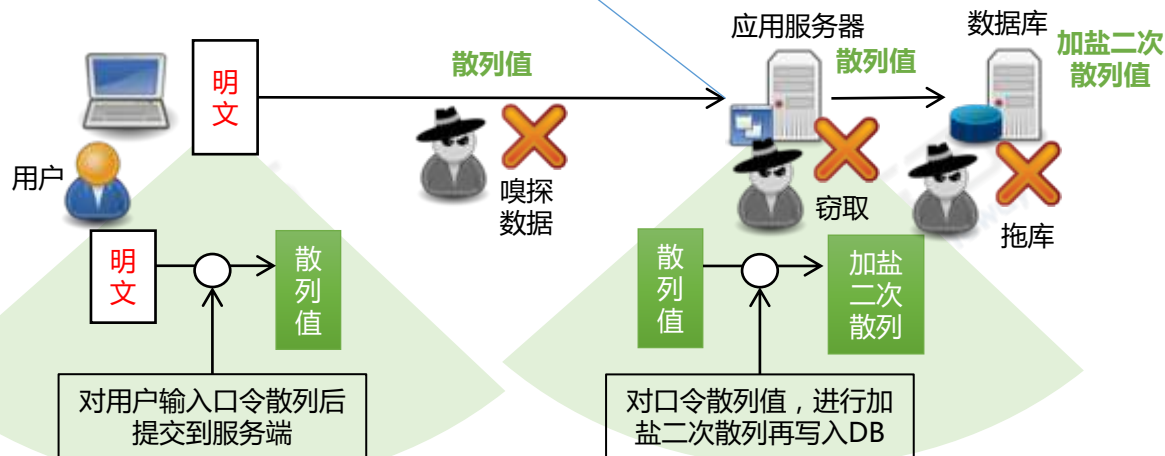 应用服务器
数据库
加盐二次
散列值
散列值
散列值
明
文
用户
嗅探
数据
窃取
拖库
明
文
散
列
值
散
列
值
加盐
二次
散列
对用户输入口令散列后
提交到服务端
对口令散列值，进行加
盐二次散列再写入DB